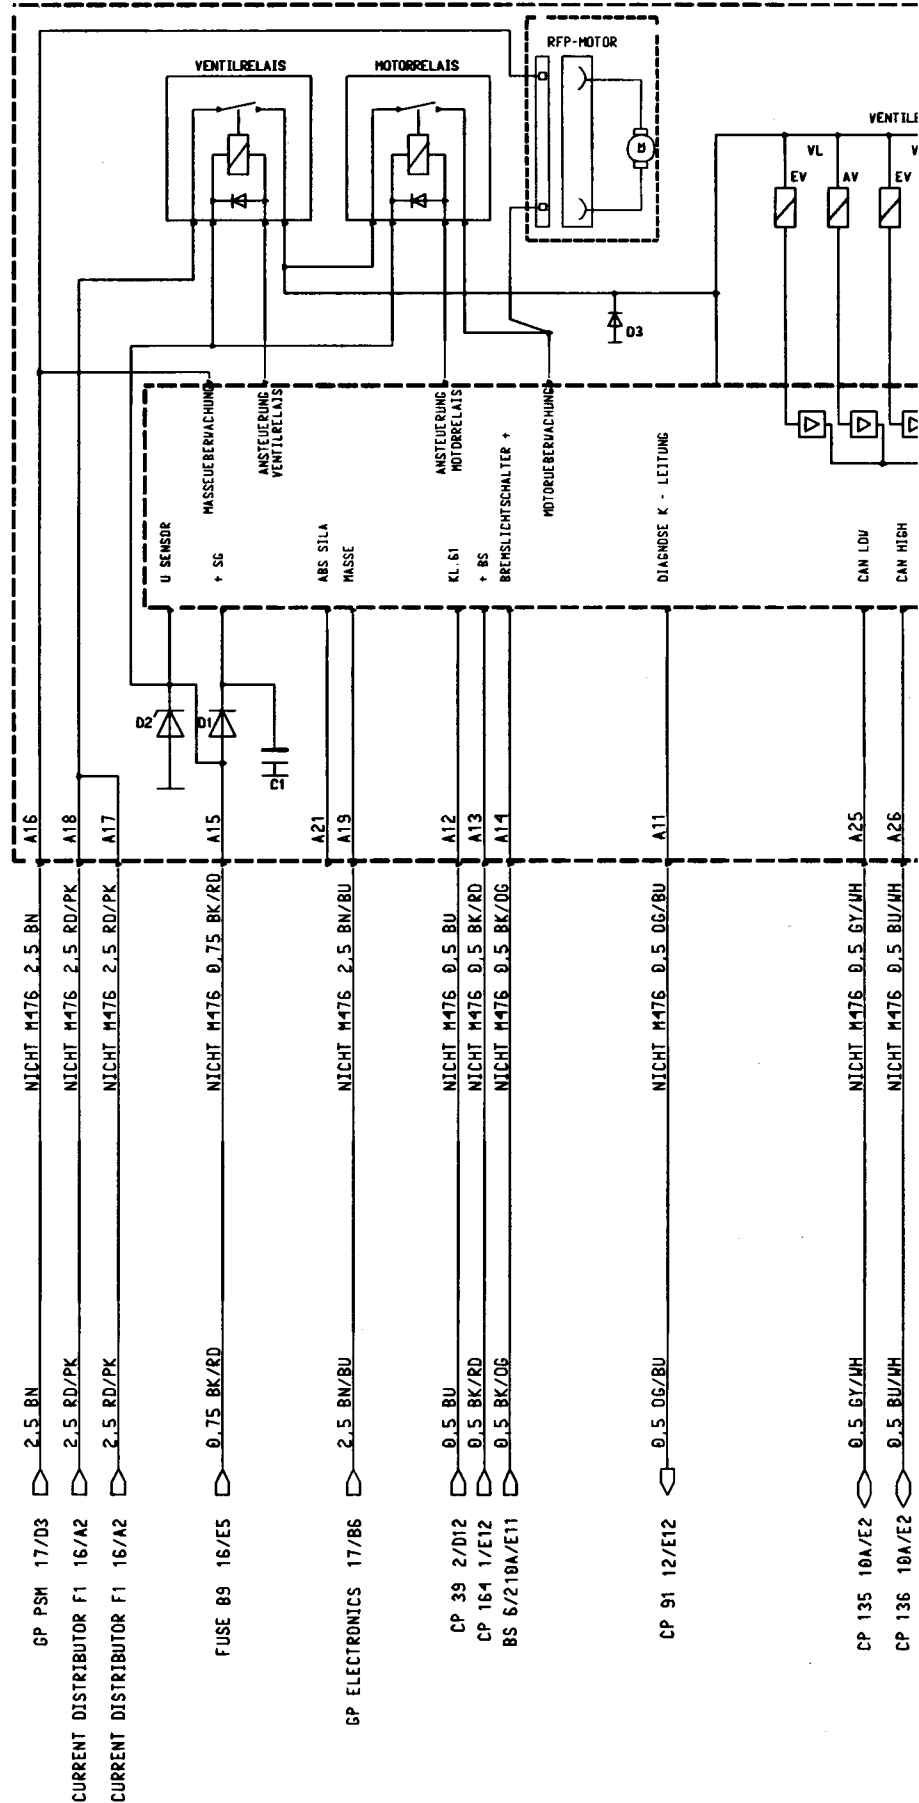 RFP-MOTOR
VENTILRELAIS
MOTORRELAIS
M
VENTILE
VL
V
EV
AV
EV
D3
MASSEUEBERWACHUNG
ANSTEUERUNG
VENTILRELAIS
ANSTEUERUNG
MOTORRELAIS
MOTORUEBERWACHUNG
U SENSOR
+ SG
ABS SILA
MASSE
KL.61
+ BS
BREMSLICHTSCHALTER +
DIAGNOSE K - LEITUNG
CAN LOW
CAN HIGH
D2
D1
C1
A16
A18
A17
A15
A21
A19
A12
A13
A14
A11
A25
A26
NICHT M476 2,5 BN
NICHT M476 2,5 RD/PK
NICHT M476 2,5 RD/PK
NICHT M476 0,75 BK/RD
NICHT M476 2,5 BN/BU
NICHT M476 0,5 BU
NICHT M476 0,5 BK/RD
NICHT M476 0,5 BK/OG
NICHT M476 0,5 OG/BU
NICHT M476 0,5 GY/WH
NICHT M476 0,5 BU/WH
2,5 BN
2,5 RD/PK
2,5 RD/PK
0,75 BK/RD
2,5 BN/BU
0,5 BU
0,5 BK/RD
0,5 BK/OG
0,5 OG/BU
0,5 GY/WH
0,5 BU/WH
GP PSM 17/D3
CURRENT DISTRIBUTOR F1 16/A2
CURRENT DISTRIBUTOR F1 16/A2
FUSE B9 16/E5
GP ELECTRONICS 17/B6
CP 39 2/D12
CP 164 1/E12
BS 6/210A/E11
CP 91 12/E12
CP 135 10A/E2
CP 136 10A/E2